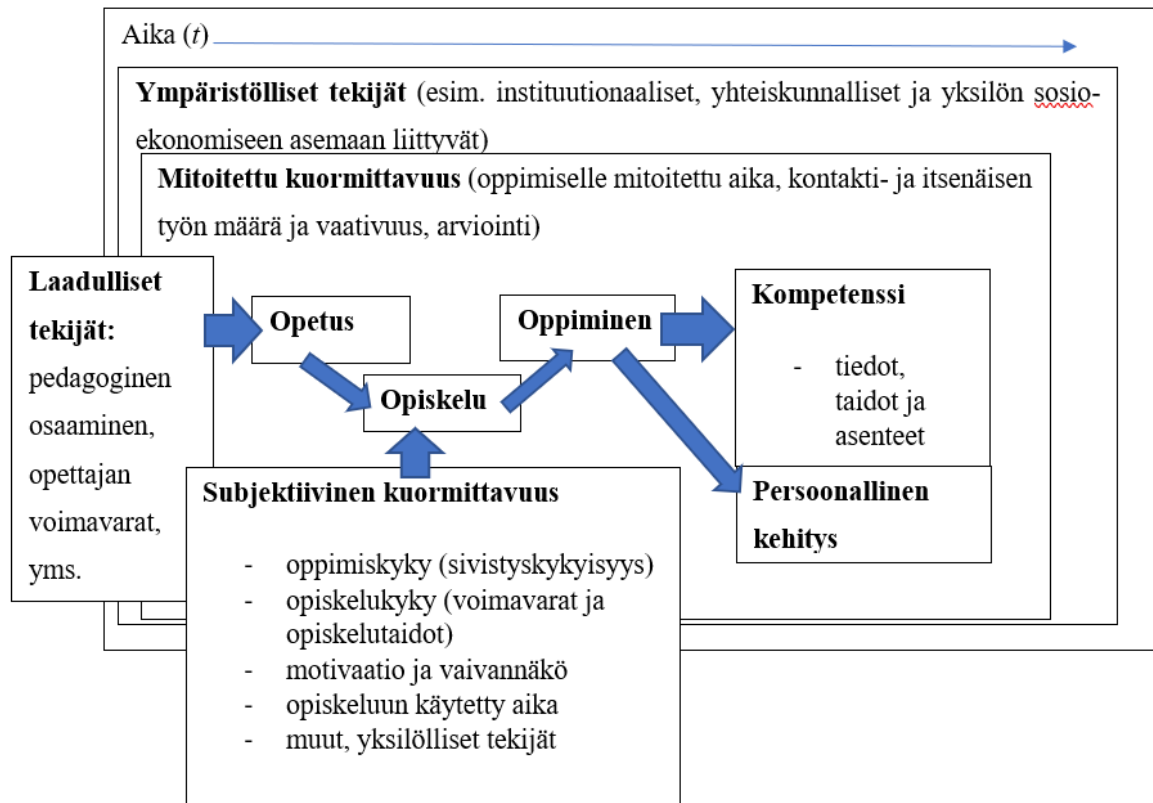 Aika (t)
Ympäristölliset tekijät (esim. instituutionaaliset, yhteiskunnalliset ja yksilön sosio-
ekonomiseen asemaan liittyvät)
Mitoitettu kuormittavuus (oppimiselle mitoitettu aika, kontakti- ja itsenäisen
työn määrä ja vaativuus, arviointi)
Laadulliset
tekijät:
pedagoginen
osaaminen,
opettajan
voimavarat,
yms.
Opetus
Opiskelu
Oppiminen
Kompetenssi
- tiedot,
taidot ja
asenteet
Persoonallinen
kehitys
Subjektiivinen kuormittavuus
- oppimiskyky (sivistyskykyisyys)
- opiskelukyky (voimavarat ja
opiskelutaidot)
- motivaatio ja vaivannäkö
- opiskeluun käytetty aika
- muut, yksilölliset tekijät